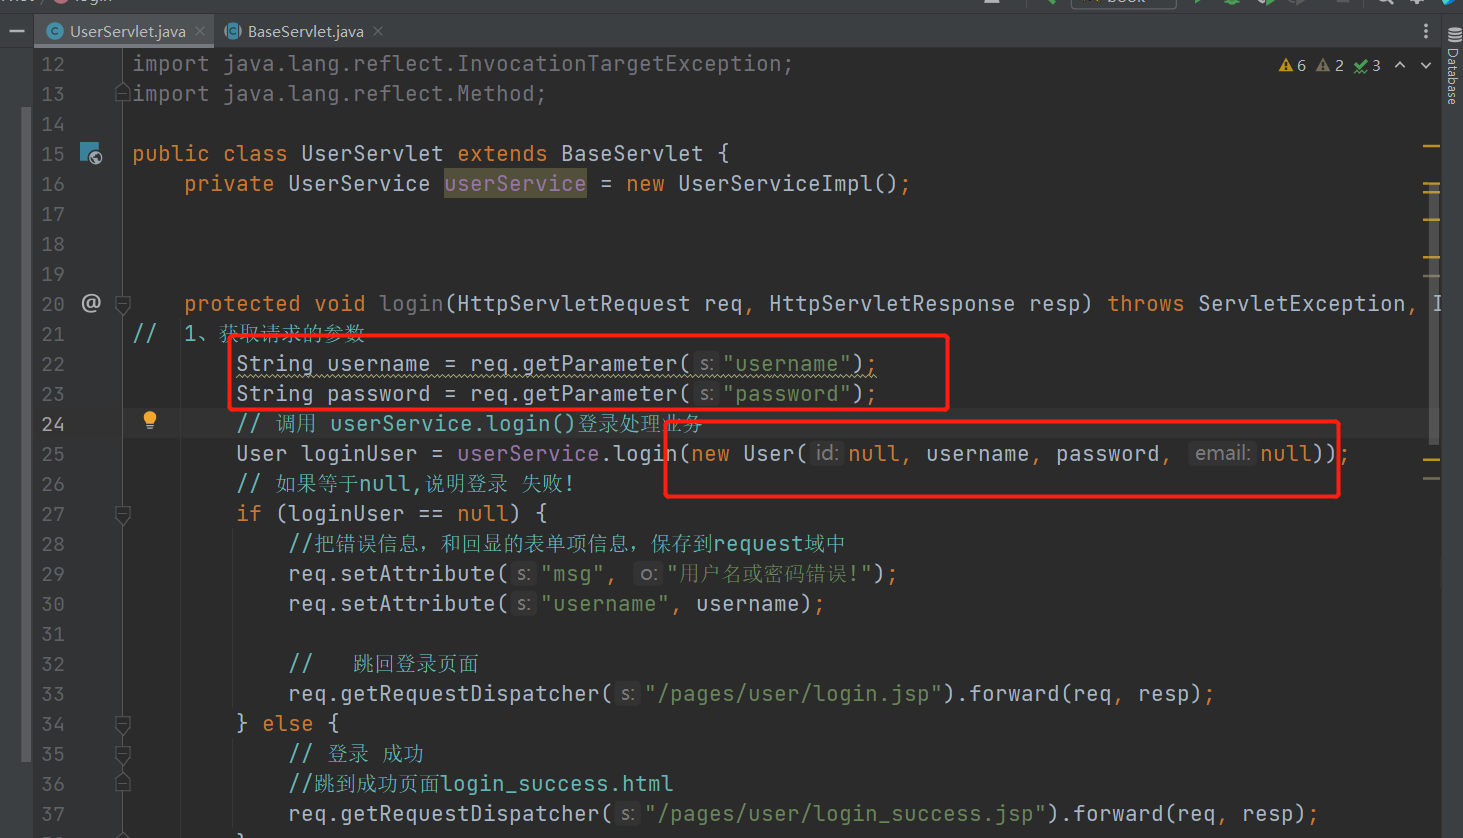 login
book
UserServlet.java
BaseServlet.java
Database
6 2 3
12 import java.lang.reflect.InvocationTargetException;
13 import java.lang.reflect.Method;
14
15 public class UserServlet extends BaseServlet {
16 private UserService userService = new UserServiceImpl();
17
18
19
20 @ protected void login(HttpServletRequest req, HttpServletResponse resp) throws ServletException, I
21 // 1、获取请求的参数
22 String username = req.getParameter( s: "username");
23 String password = req.getParameter( s: "password");
24 // 调用 userService.login()登录处理业务
25 User loginUser = userService.login(new User( id: null, username, password, email: null));
26 // 如果等于null,说明登录 失败!
27 if (loginUser == null) {
28 //把错误信息，和回显的表单项信息，保存到request域中
29 req.setAttribute( s: "msg", o: "用户名或密码错误!");
30 req.setAttribute( s: "username", username);
31
32 // 跳回登录页面
33 req.getRequestDispatcher( s: "/pages/user/login.jsp").forward(req, resp);
34 } else {
35 // 登录 成功
36 //跳到成功页面login_success.html
37 req.getRequestDispatcher( s: "/pages/user/login_success.jsp").forward(req, resp);